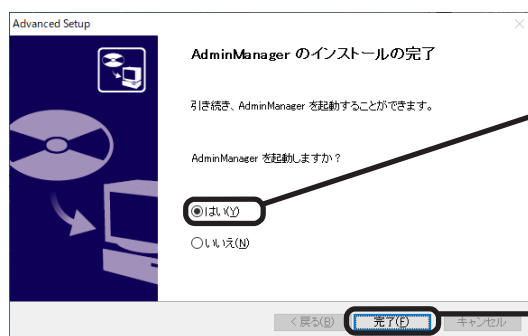 Advanced Setup
AdminManager のインストールの完了
引き続き、AdminManager を起動することができます。
AdminManager を起動しますか？
はい(Y)
いいえ(N)
< 戻る(B) 完了(F) キャンセル